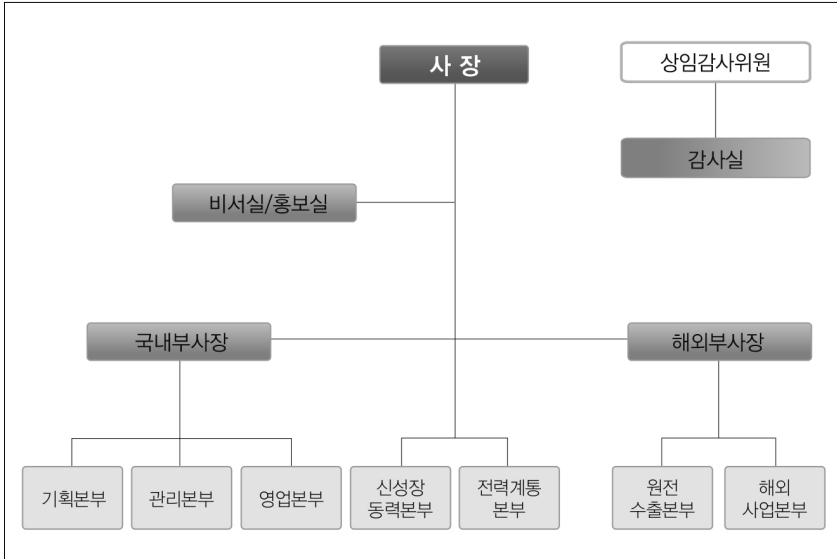 사 장
상임감사위원
감사실
비서실/홍보실
국내부사장
해외부사장
기획본부
관리본부
영업본부
신성장
동력본부
전력계통
본부
원전
수출본부
해외
사업본부